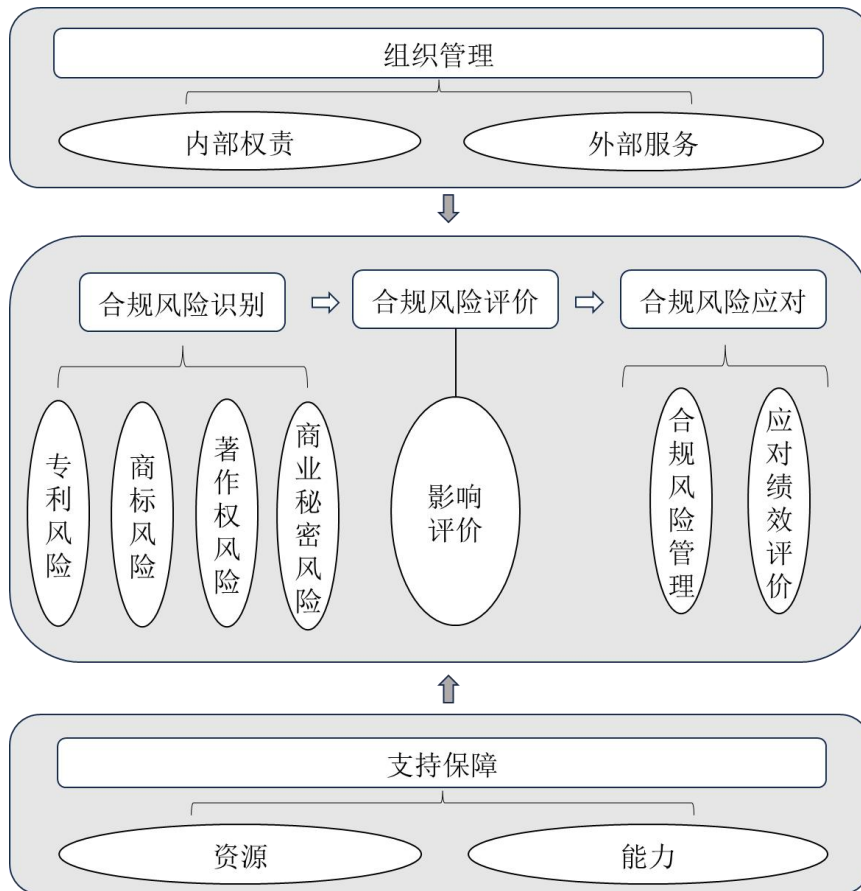 组织管理
内部权责
外部服务
合规风险识别
合规风险评价
合规风险应对
专利风险
商标风险
著作权风险
商业秘密风险
影响
评价
合规风险管理
应对绩效评价
支持保障
资源
能力